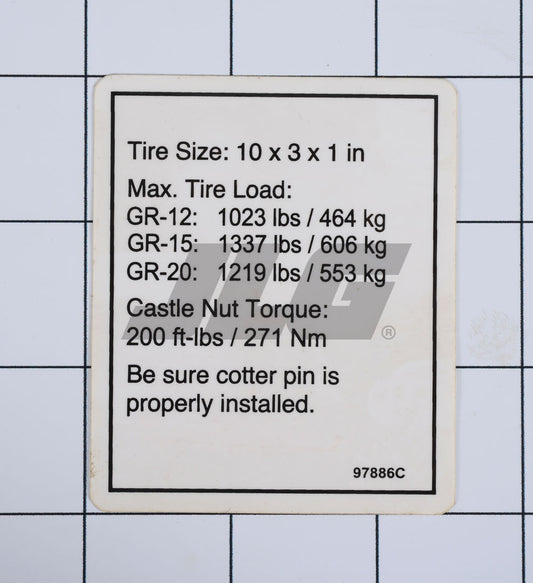 Tire Size: 10 x 3 x 1 in
Max. Tire Load:
GR-12: 1023 lbs / 464 kg
GR-15: 1337 lbs / 606 kg
GR-20: 1219 lbs / 553 kg
JLG ®
Castle Nut Torque:
200 ft-lbs / 271 Nm
Be sure cotter pin is
properly installed.
97886C